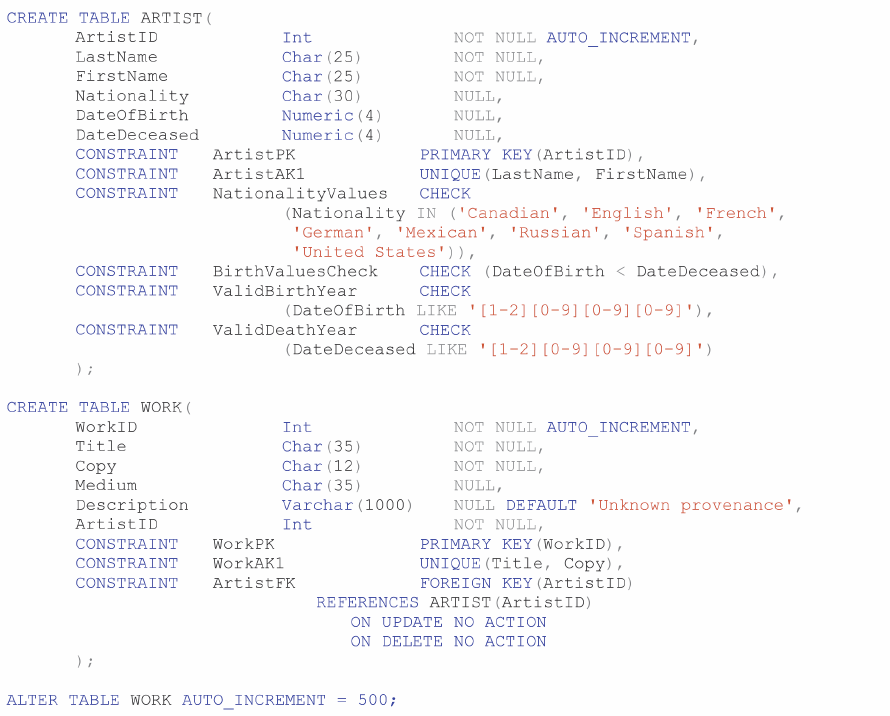 CREATE TABLE ARTIST(
ArtistID Int NOT NULL AUTO_INCREMENT,
LastName Char(25) NOT NULL,
FirstName Char(25) NOT NULL,
Nationality Char(30) NULL,
DateOfBirth Numeric(4) NULL,
DateDeceased Numeric(4) NULL,
CONSTRAINT ArtistPK PRIMARY KEY(ArtistID),
CONSTRAINT ArtistAK1 UNIQUE(LastName, FirstName),
CONSTRAINT NationalityValues CHECK
(Nationality IN ('Canadian', 'English', 'French',
'German', 'Mexican', 'Russian', 'Spanish',
'United States')),
CONSTRAINT BirthValuesCheck CHECK (DateOfBirth < DateDeceased),
CONSTRAINT ValidBirthYear CHECK
(DateOfBirth LIKE '[1-2][0-9][0-9][0-9]'),
CONSTRAINT ValidDeathYear CHECK
(DateDeceased LIKE '[1-2][0-9][0-9][0-9]')
);
CREATE TABLE WORK(
WorkID Int NOT NULL AUTO_INCREMENT,
Title Char(35) NOT NULL,
Copy Char(12) NOT NULL,
Medium Char(35) NULL,
Description Varchar(1000) NULL DEFAULT 'Unknown provenance',
ArtistID Int NOT NULL,
CONSTRAINT WorkPK PRIMARY KEY(WorkID),
CONSTRAINT WorkAK1 UNIQUE(Title, Copy),
CONSTRAINT ArtistFK FOREIGN KEY(ArtistID)
REFERENCES ARTIST(ArtistID)
ON UPDATE NO ACTION
ON DELETE NO ACTION
);
ALTER TABLE WORK AUTO_INCREMENT = 500;